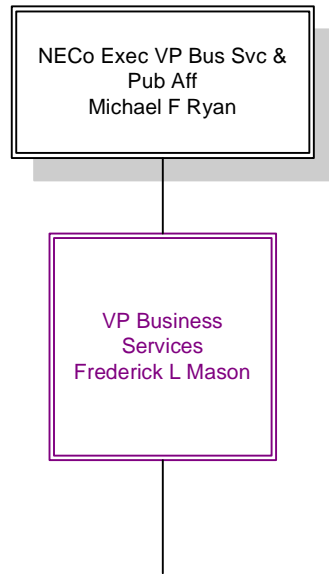 NECo Exec VP Bus Svc &
Pub Aff
Michael F Ryan
VP Business
Services
Frederick L Mason